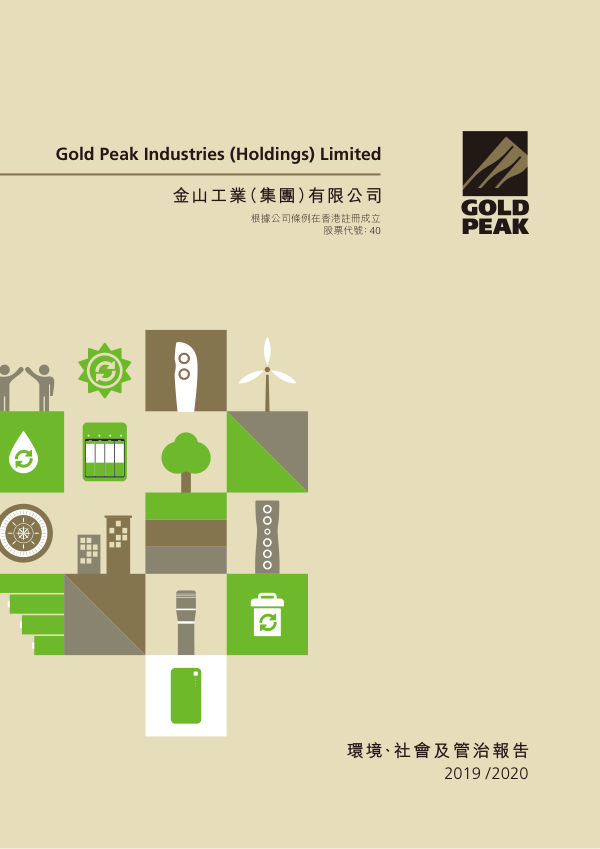 Gold Peak Industries (Holdings) Limited
金山工業(集團)有限公司
根據公司條例在香港註冊成立
股票代號: 40
GOLD
PEAK
環境、社會及管治報告
2019 /2020